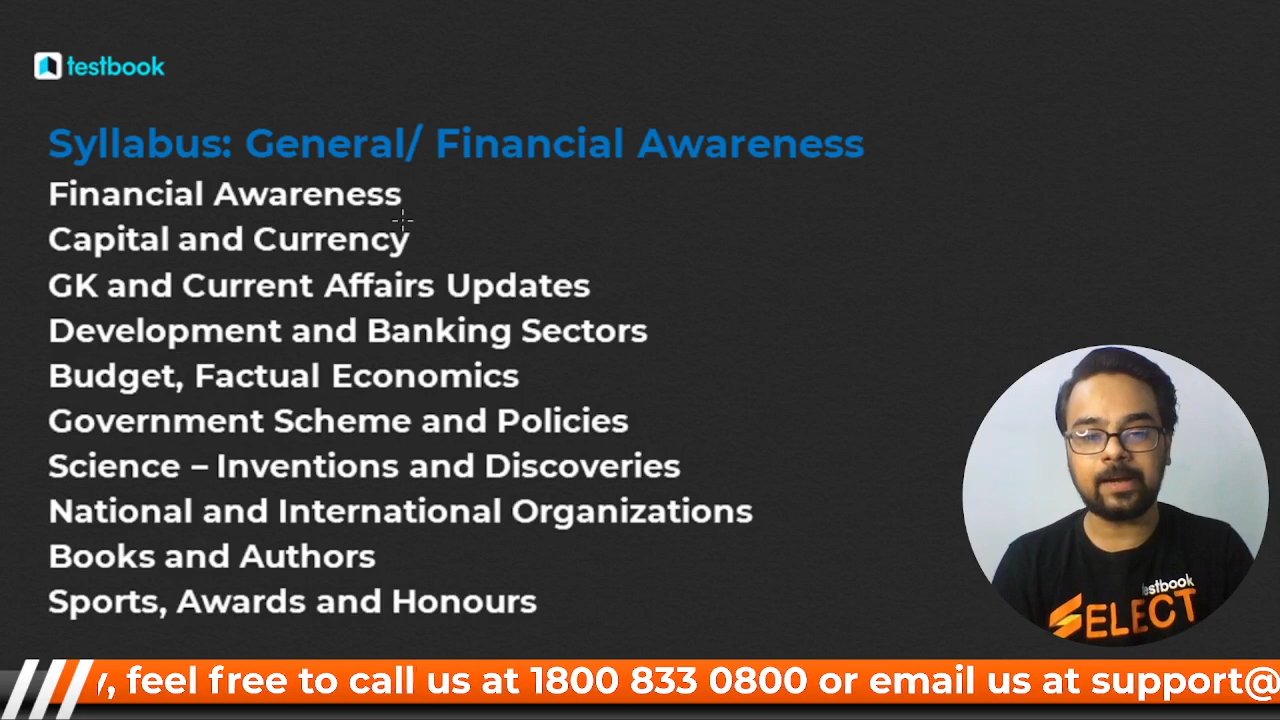 testbook
Syllabus: General/ Financial Awareness
Financial Awareness
Capital and Currency
GK and Current Affairs Updates
Development and Banking Sectors
Budget, Factual Economics
Government Scheme and Policies
Science – Inventions and Discoveries
National and International Organizations
Books and Authors
Sports, Awards and Honours
testbook
SELECT
, feel free to call us at 1800 833 0800 or email us at support@